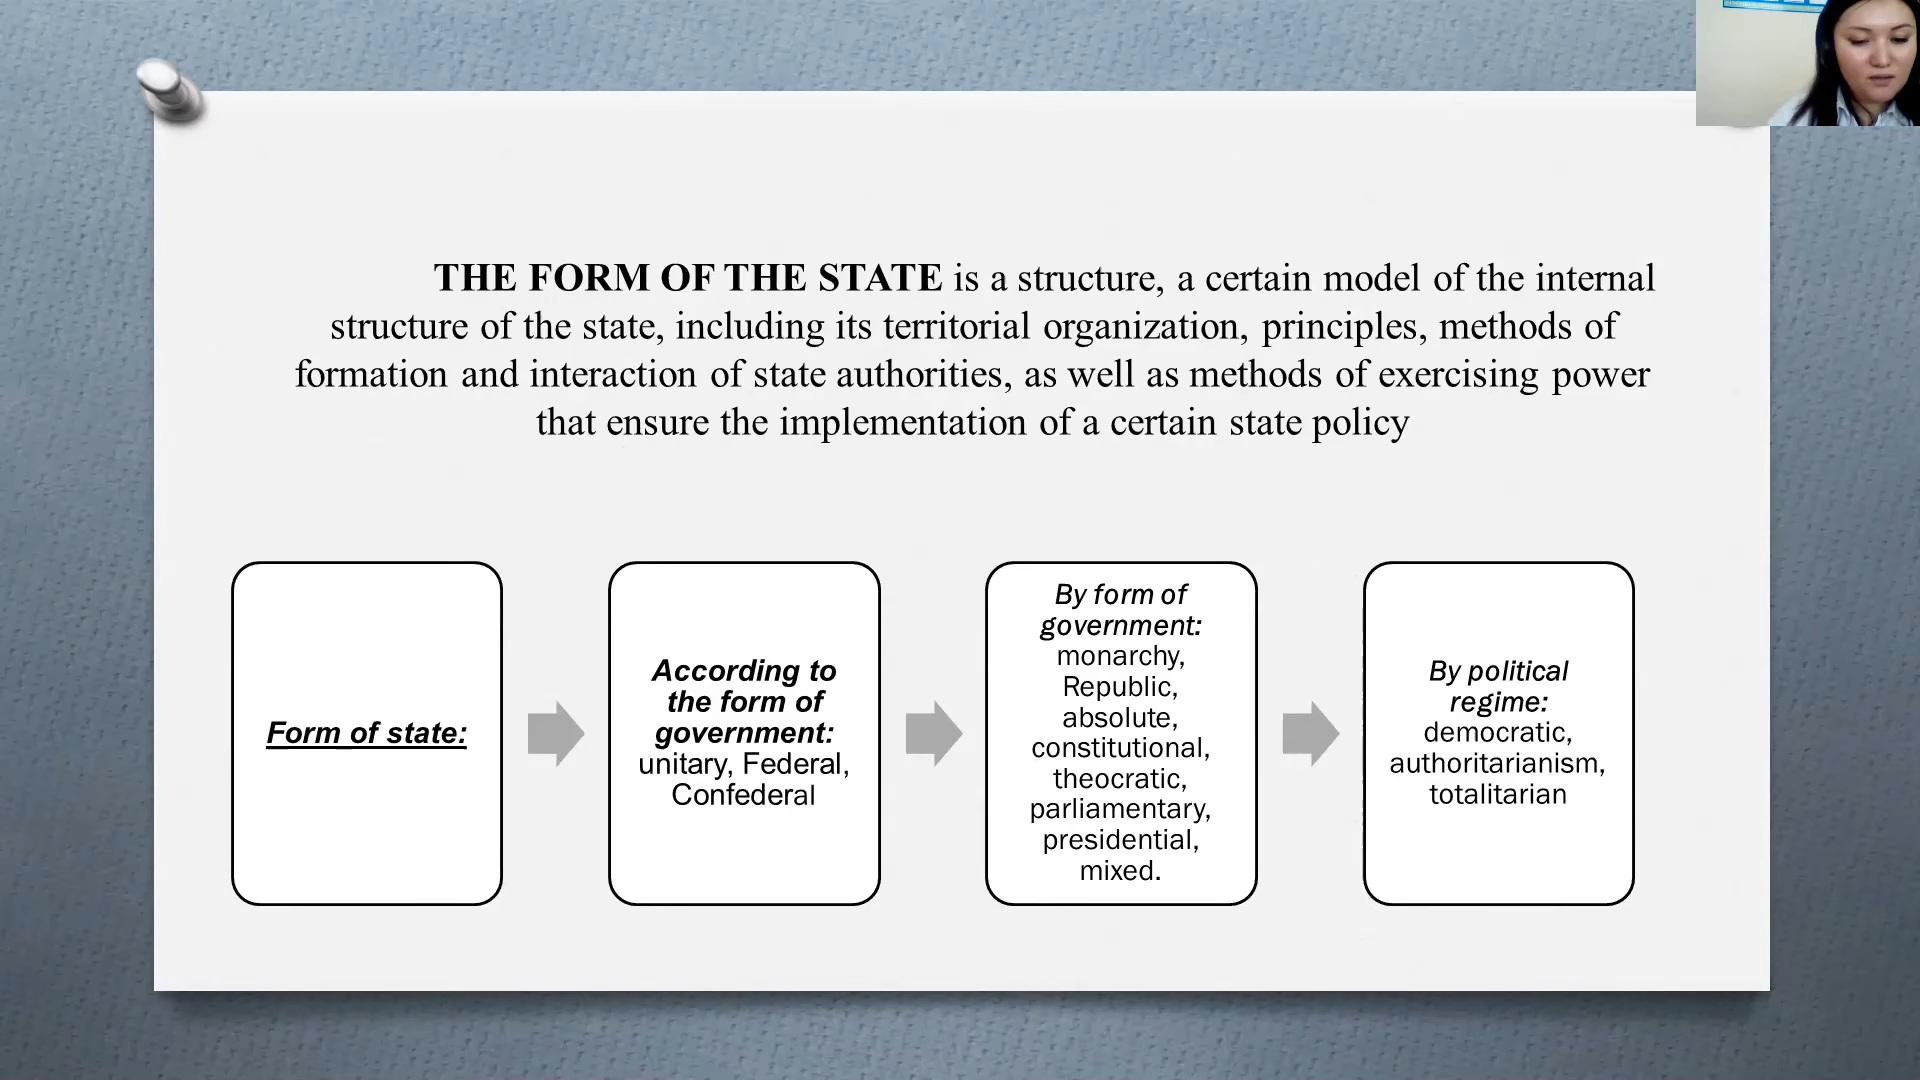 THE FORM OF THE STATE is a structure, a certain model of the internal
structure of the state, including its territorial organization, principles, methods of
formation and interaction of state authorities, as well as methods of exercising power
that ensure the implementation of a certain state policy
Form of state:
According to
the form of
government:
unitary, Federal,
Confederal
By form of
government:
monarchy,
Republic,
absolute,
constitutional,
theocratic,
parliamentary,
presidential,
mixed.
By political
regime:
democratic,
authoritarianism,
totalitarian